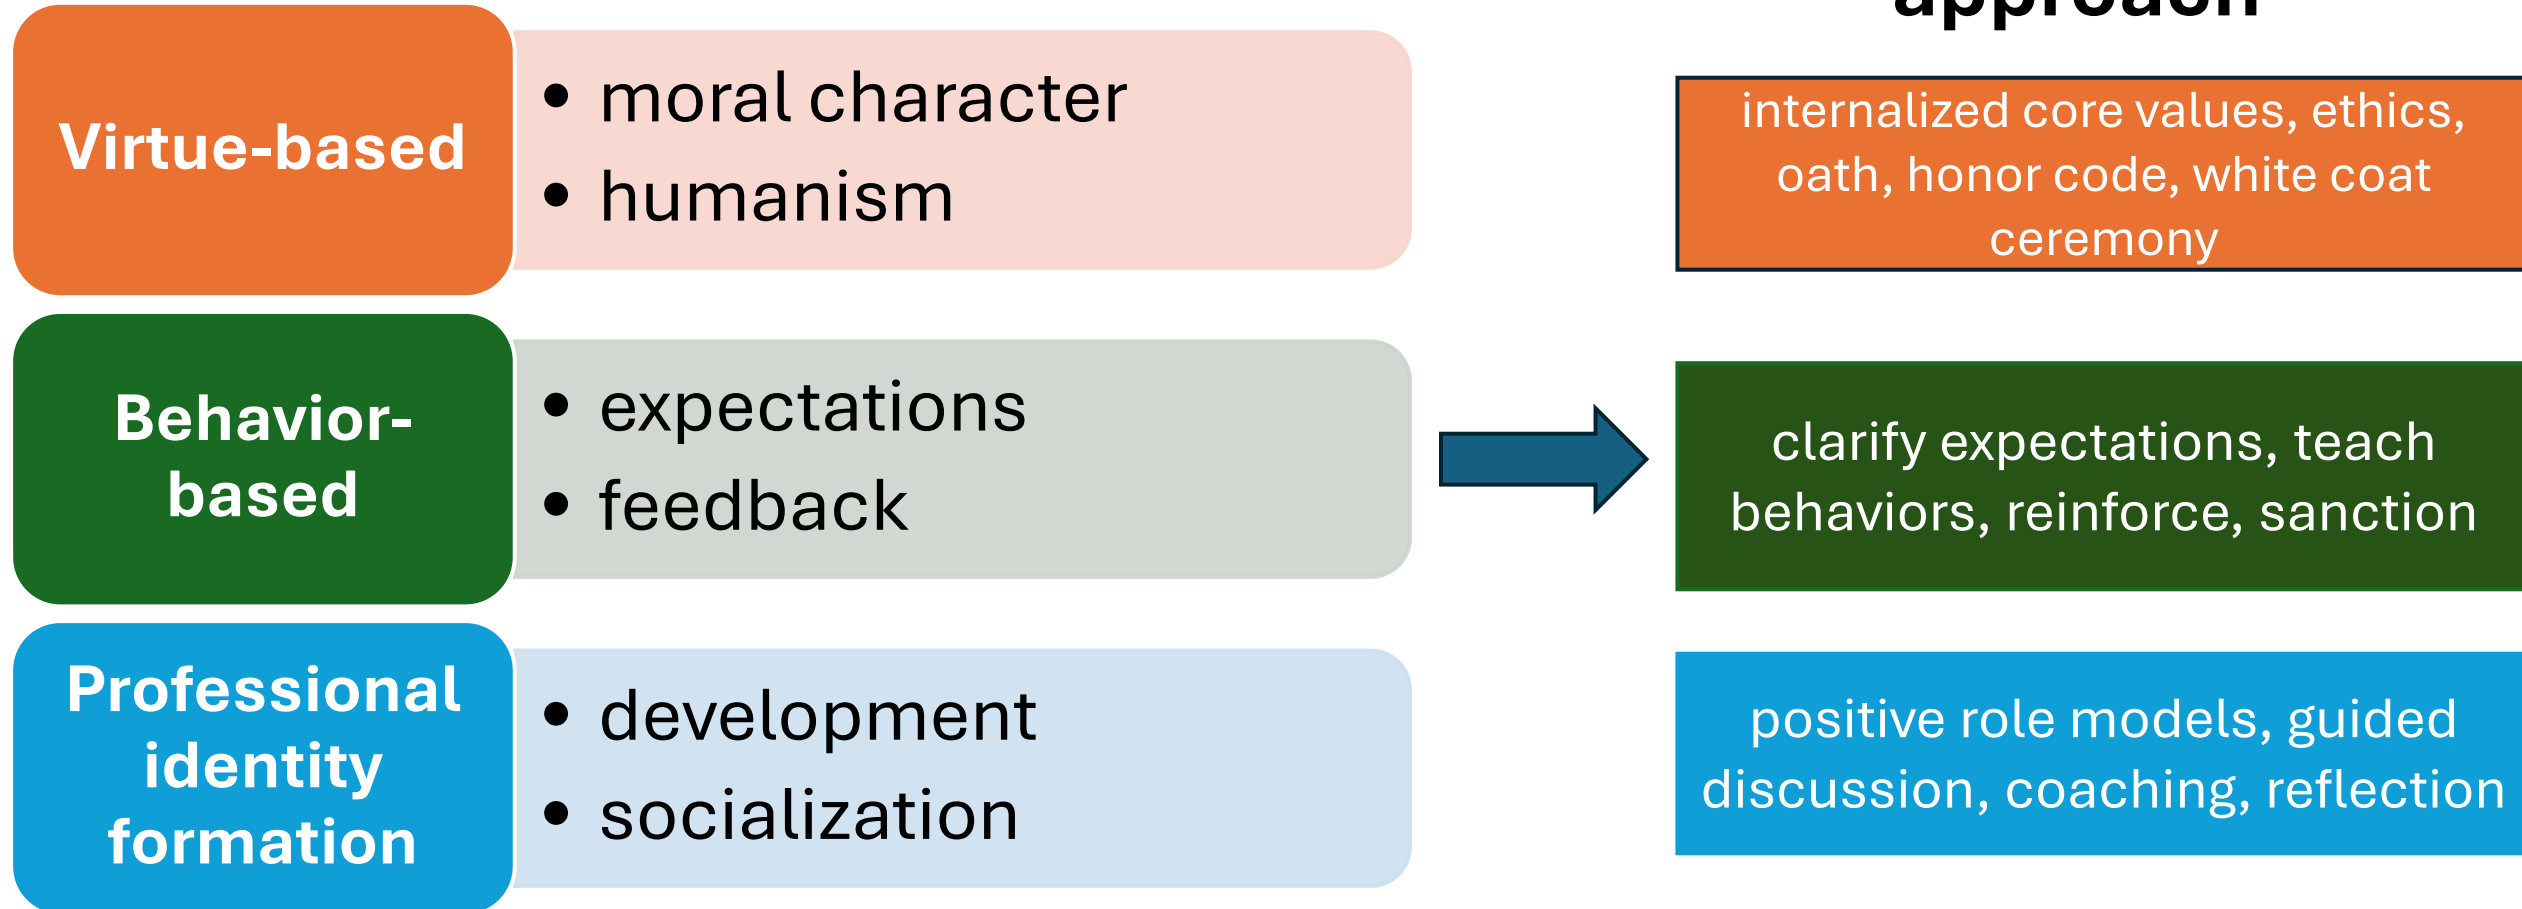 approach
Virtue-based
• moral character
• humanism
internalized core values, ethics,
oath, honor code, white coat
ceremony
Behavior-
based
• expectations
• feedback
clarify expectations, teach
behaviors, reinforce, sanction
Professional
identity
formation
• development
• socialization
positive role models, guided
discussion, coaching, reflection